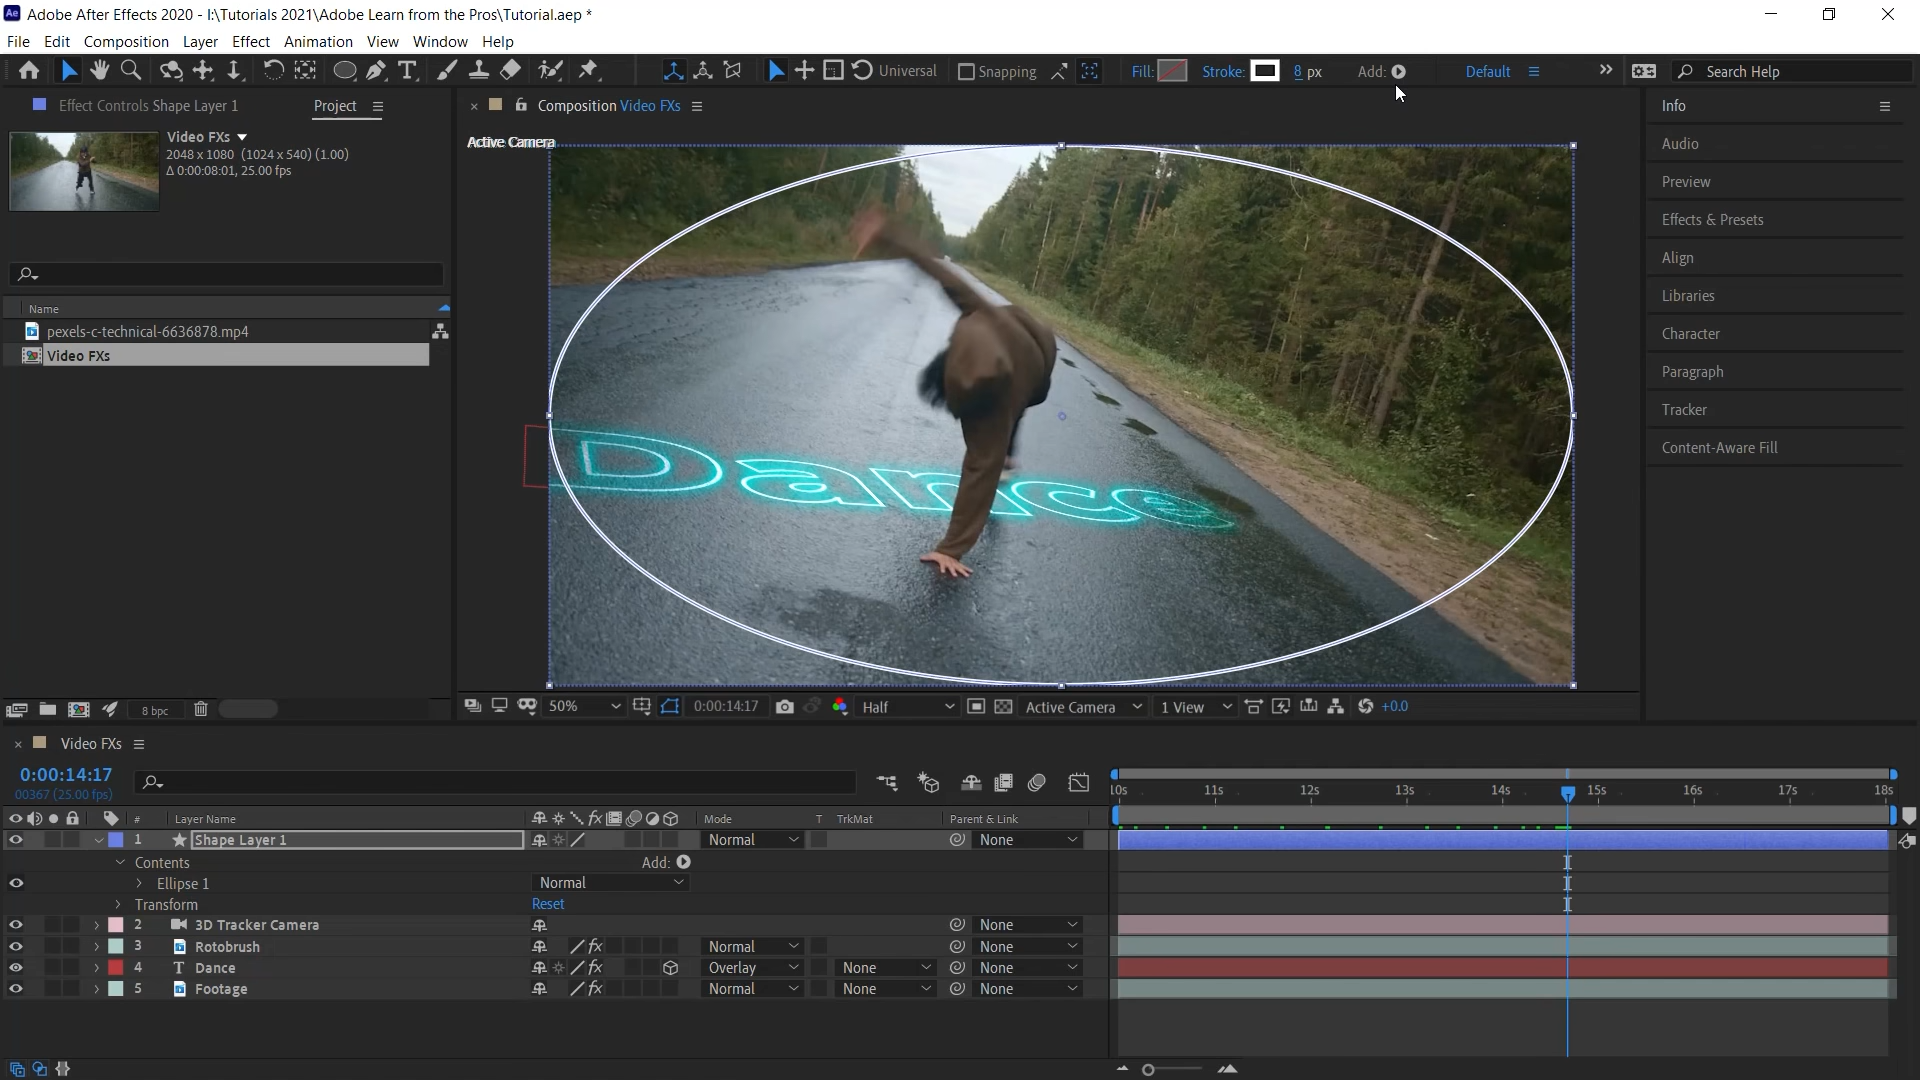 Adobe After Effects 2020 - I:\Tutorials 2021\Adobe Learn from the Pros\Tutorial.aep *
File Edit Composition Layer Effect Animation View Window Help
Universal Snapping Fill: Stroke: 8 px Add: Default Search Help
Effect Controls Shape Layer 1 Project
Composition Video FXs
Info
Video FXs
2048 x 1080 (1024 x 540) (1.00)
Δ 0:00:08:01, 25.00 fps
Active Camera
Audio
Preview
Effects & Presets
Align
Libraries
Character
Paragraph
Tracker
Content-Aware Fill
Name
pexels-c-technical-6636878.mp4
Video FXs
Dance
8 bpc
50% 0:00:14:17 Half Active Camera 1 View +0.0
Video FXs
0:00:14:17
00367 (25.00 fps)
10s 11s 12s 13s 14s 15s 16s 17s 18s
# Layer Name Mode T TrkMat Parent & Link
1 Shape Layer 1 Normal None
Contents Add:
Ellipse 1 Normal
Transform Reset
2 3D Tracker Camera None
3 Rotobrush Normal None
4 T Dance Overlay None None
5 Footage Normal None None